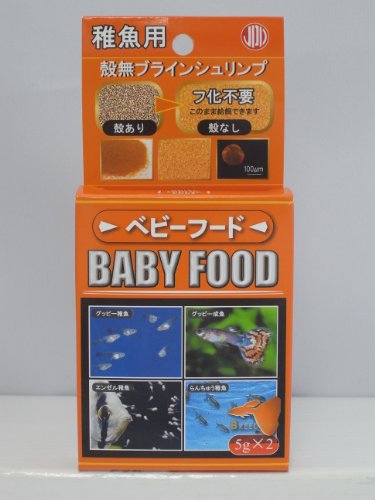 稚魚用
JPD
殻無ブラインシュリンプ
フ化不要
このまま給餌できます
殻あり
殻なし
100μm
ベビーフード
BABY FOOD
グッピー稚魚
グッピー成魚
エンゼル稚魚
らんちゅう稚魚
5g×2